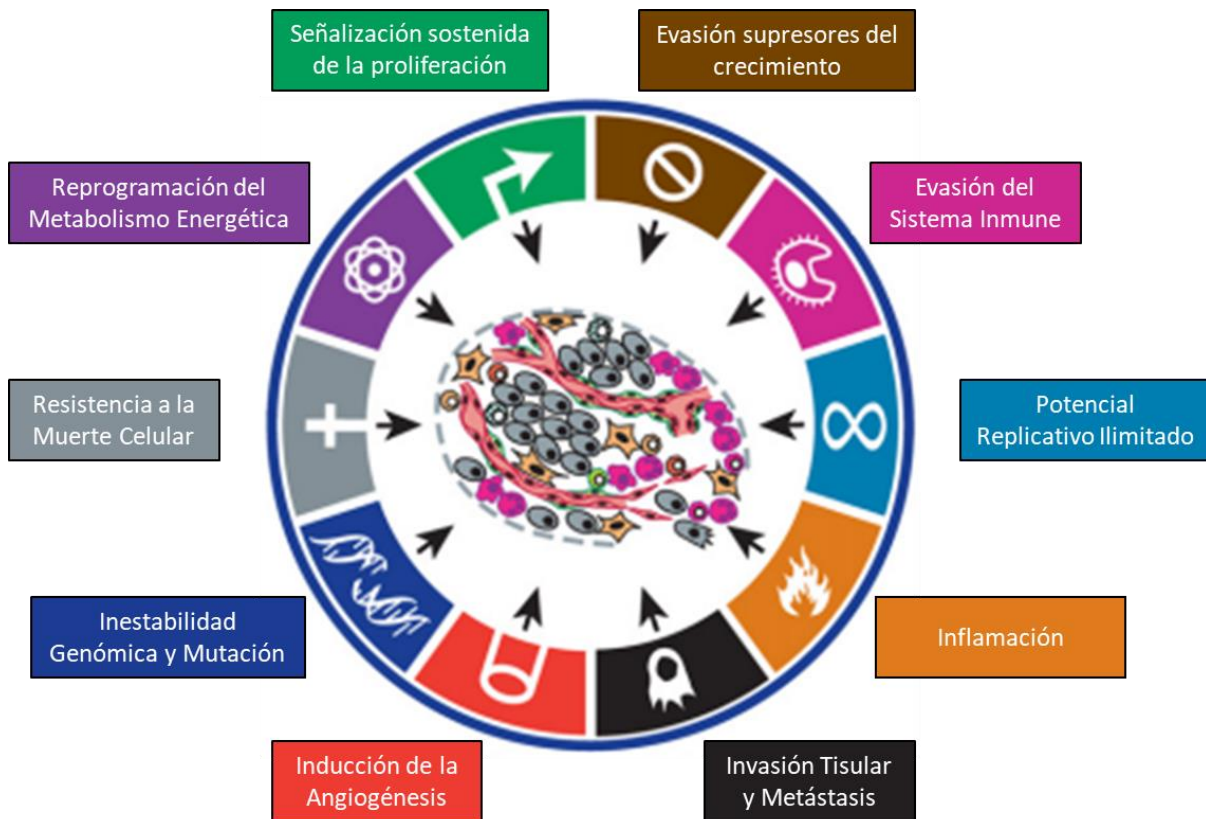 Señalización sostenida
de la proliferación
Evasión supresores del
crecimiento
Reprogramación del
Metabolismo Energética
Evasión del
Sistema Inmune
Resistencia a la
Muerte Celular
Potencial
Replicativo Ilimitado
Inestabilidad
Genómica y Mutación
Inflamación
Inducción de la
Angiogénesis
Invasión Tisular
y Metástasis